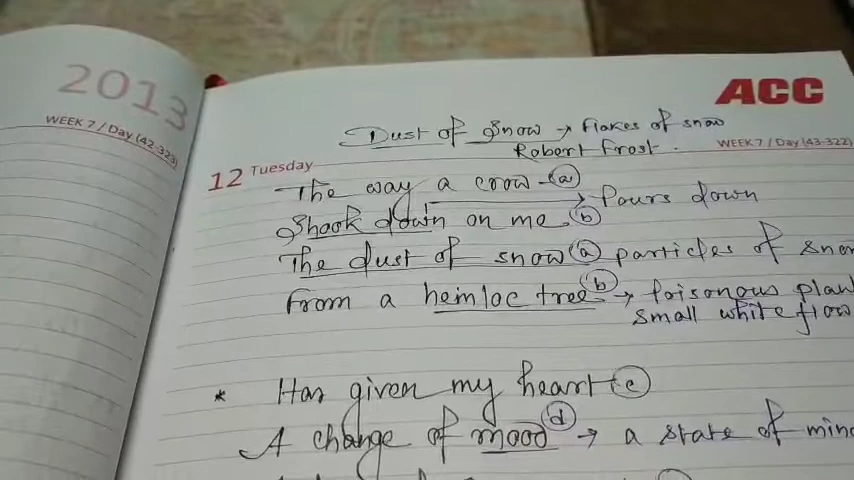 2013
WEEK 7 / Day (42-323)
ACC
WEEK 7 / Day (43-322)
12 Tuesday
Dust of Snow → flakes of snow
Robert Frost.
The way a crow - (a)
Shook down on me (b) → Pours down
The dust of snow (a) particles of snow
From a hemloc tree (b) → Poisonous plan
small white flow
* Has given my heart (c)
A change of mood (d) → a state of mind